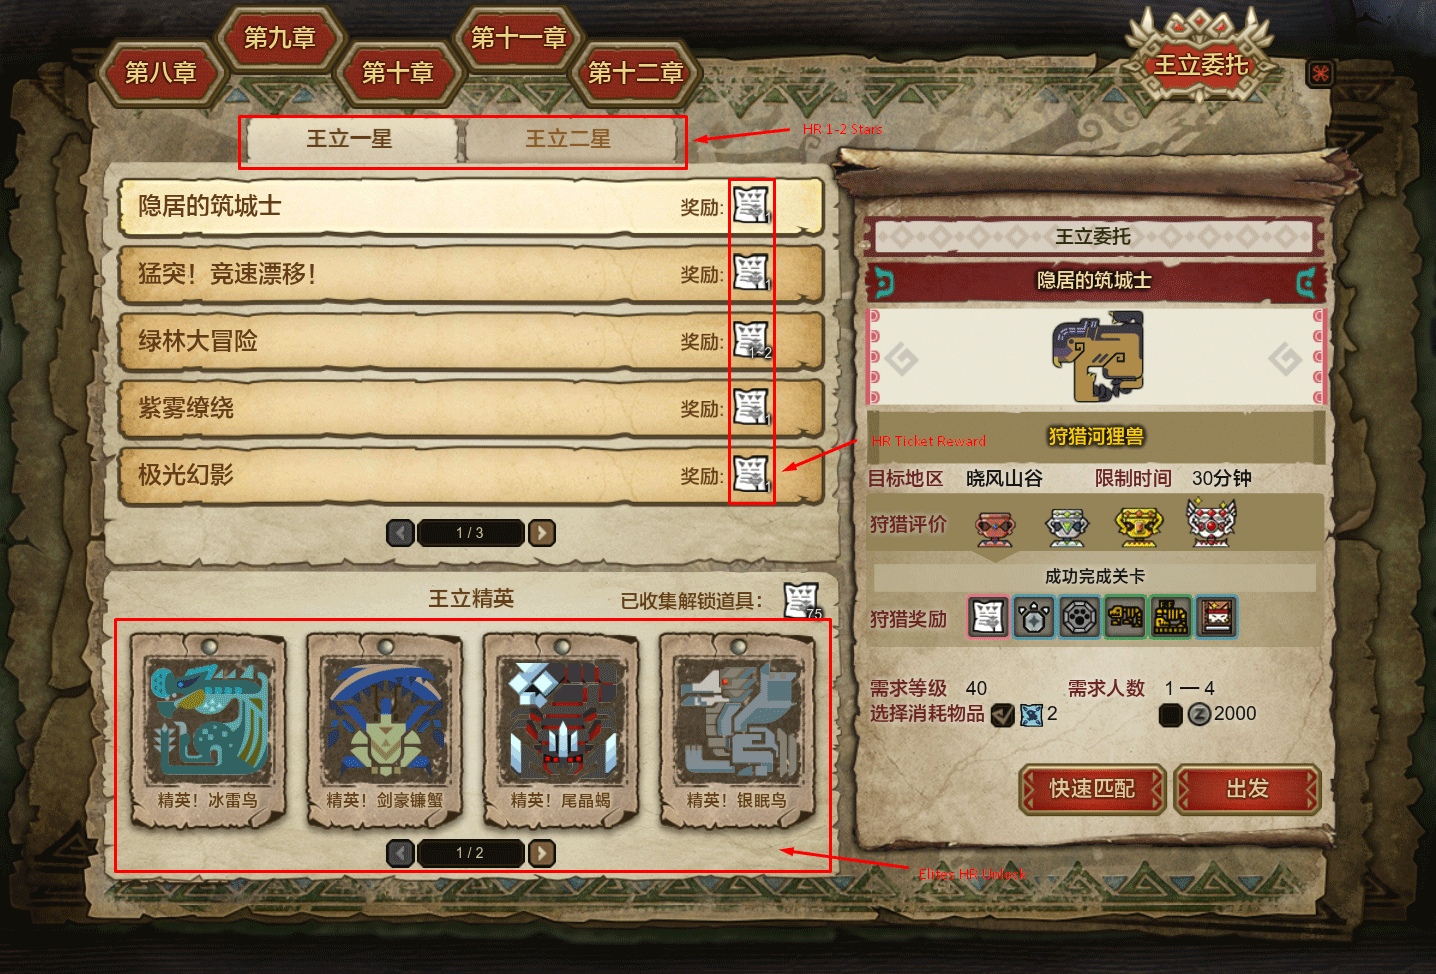 第八章
第九章
第十章
第十一章
第十二章
王立委托
王立一星
王立二星
HR 1-2 Stars
隐居的筑城士
奖励:
1
猛突！竞速漂移！
奖励:
1
绿林大冒险
奖励:
1~2
紫雾缭绕
奖励:
1
极光幻影
奖励:
1
HR Ticket Reward
1 / 3
王立精英
已收集解锁道具：
75
精英！冰雷鸟
精英！剑豪镰蟹
精英！尾晶蝎
精英！银眠鸟
1 / 2
Elites HR Unlock
王立委托
隐居的筑城士
狩猎河狸兽
目标地区 晓风山谷 限制时间 30分钟
狩猎评价
成功完成关卡
狩猎奖励
需求等级 40 需求人数 1 — 4
选择消耗物品 2 2000
快速匹配
出发